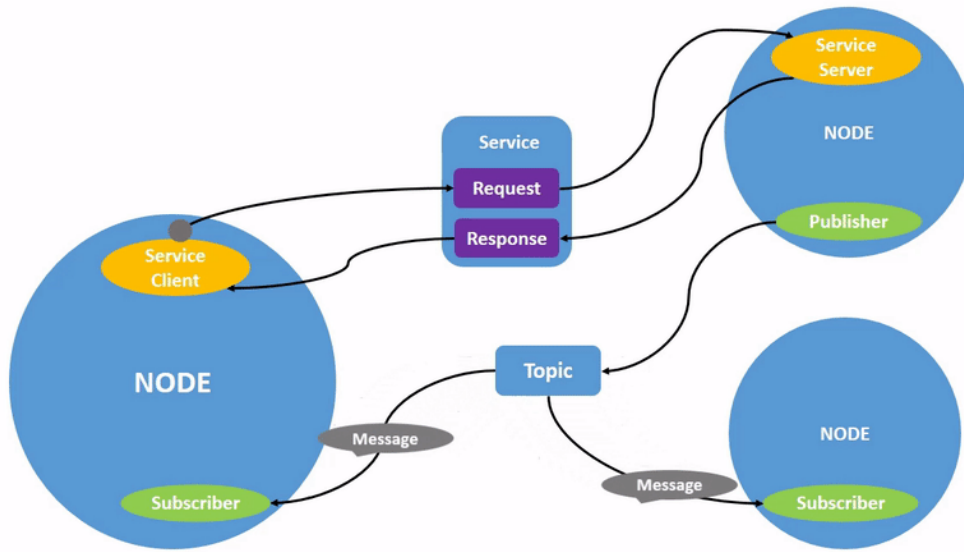 Service
Server
NODE
Publisher
Service
Request
Response
Service
Client
NODE
Subscriber
Topic
Message
Message
NODE
Subscriber